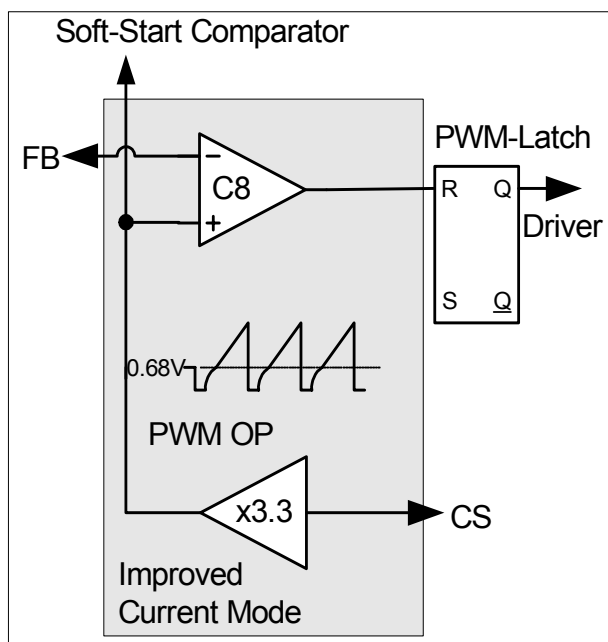 Soft-Start Comparator
FB
PWM-Latch
−
C8
+
R Q
Driver
S Q
0.68V
PWM OP
x3.3
CS
Improved
Current Mode